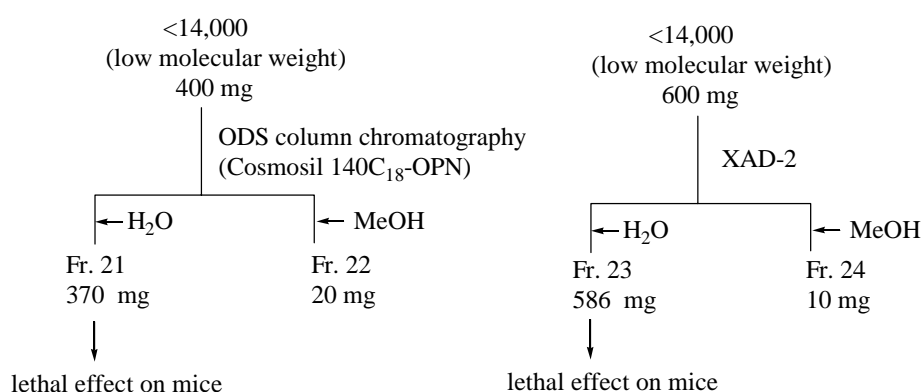 <14,000
(low molecular weight)
400 mg
ODS column chromatography
(Cosmosil 140C₁₈-OPN)
H₂O
MeOH
Fr. 21
370 mg
Fr. 22
20 mg
lethal effect on mice
<14,000
(low molecular weight)
600 mg
XAD-2
H₂O
MeOH
Fr. 23
586 mg
Fr. 24
10 mg
lethal effect on mice